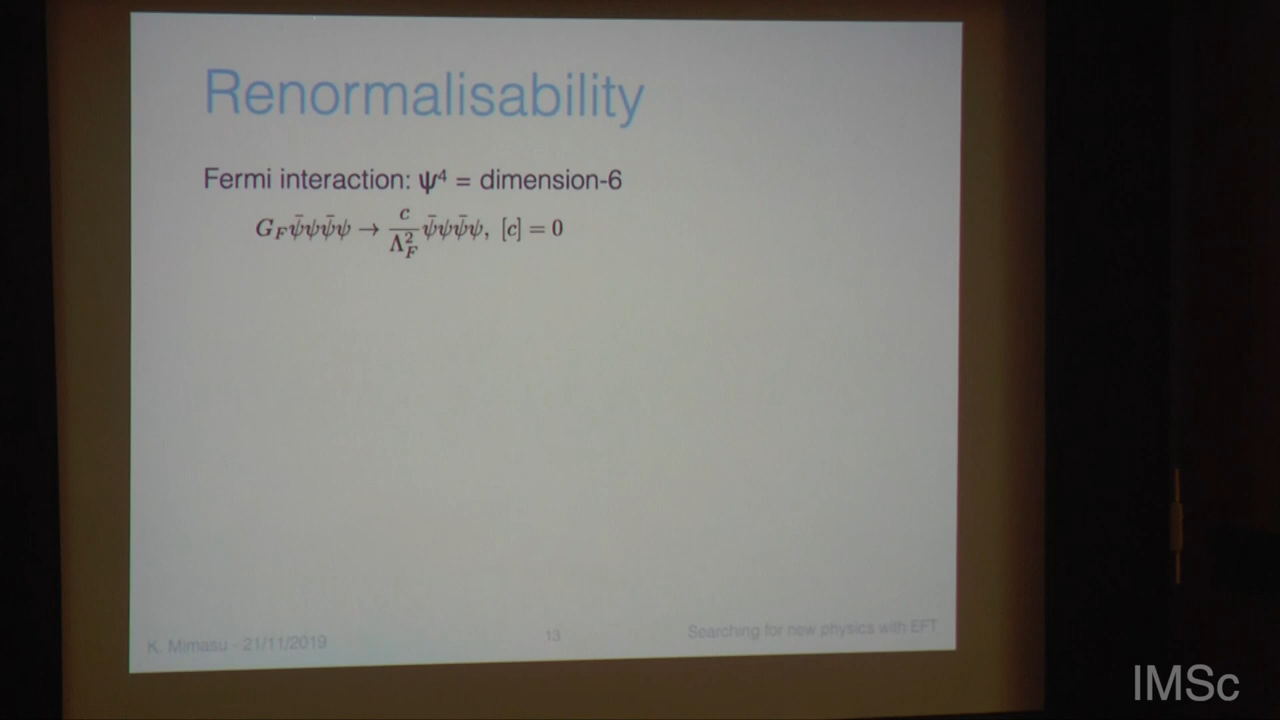 Renormalisability
Fermi interaction: ψ⁴ = dimension-6
G_F ψ̄ψψ̄ψ → c/Λ_F² ψ̄ψψ̄ψ, [c] = 0
K. Mimasu - 21/11/2019
13
Searching for new physics with EFT
IMSc